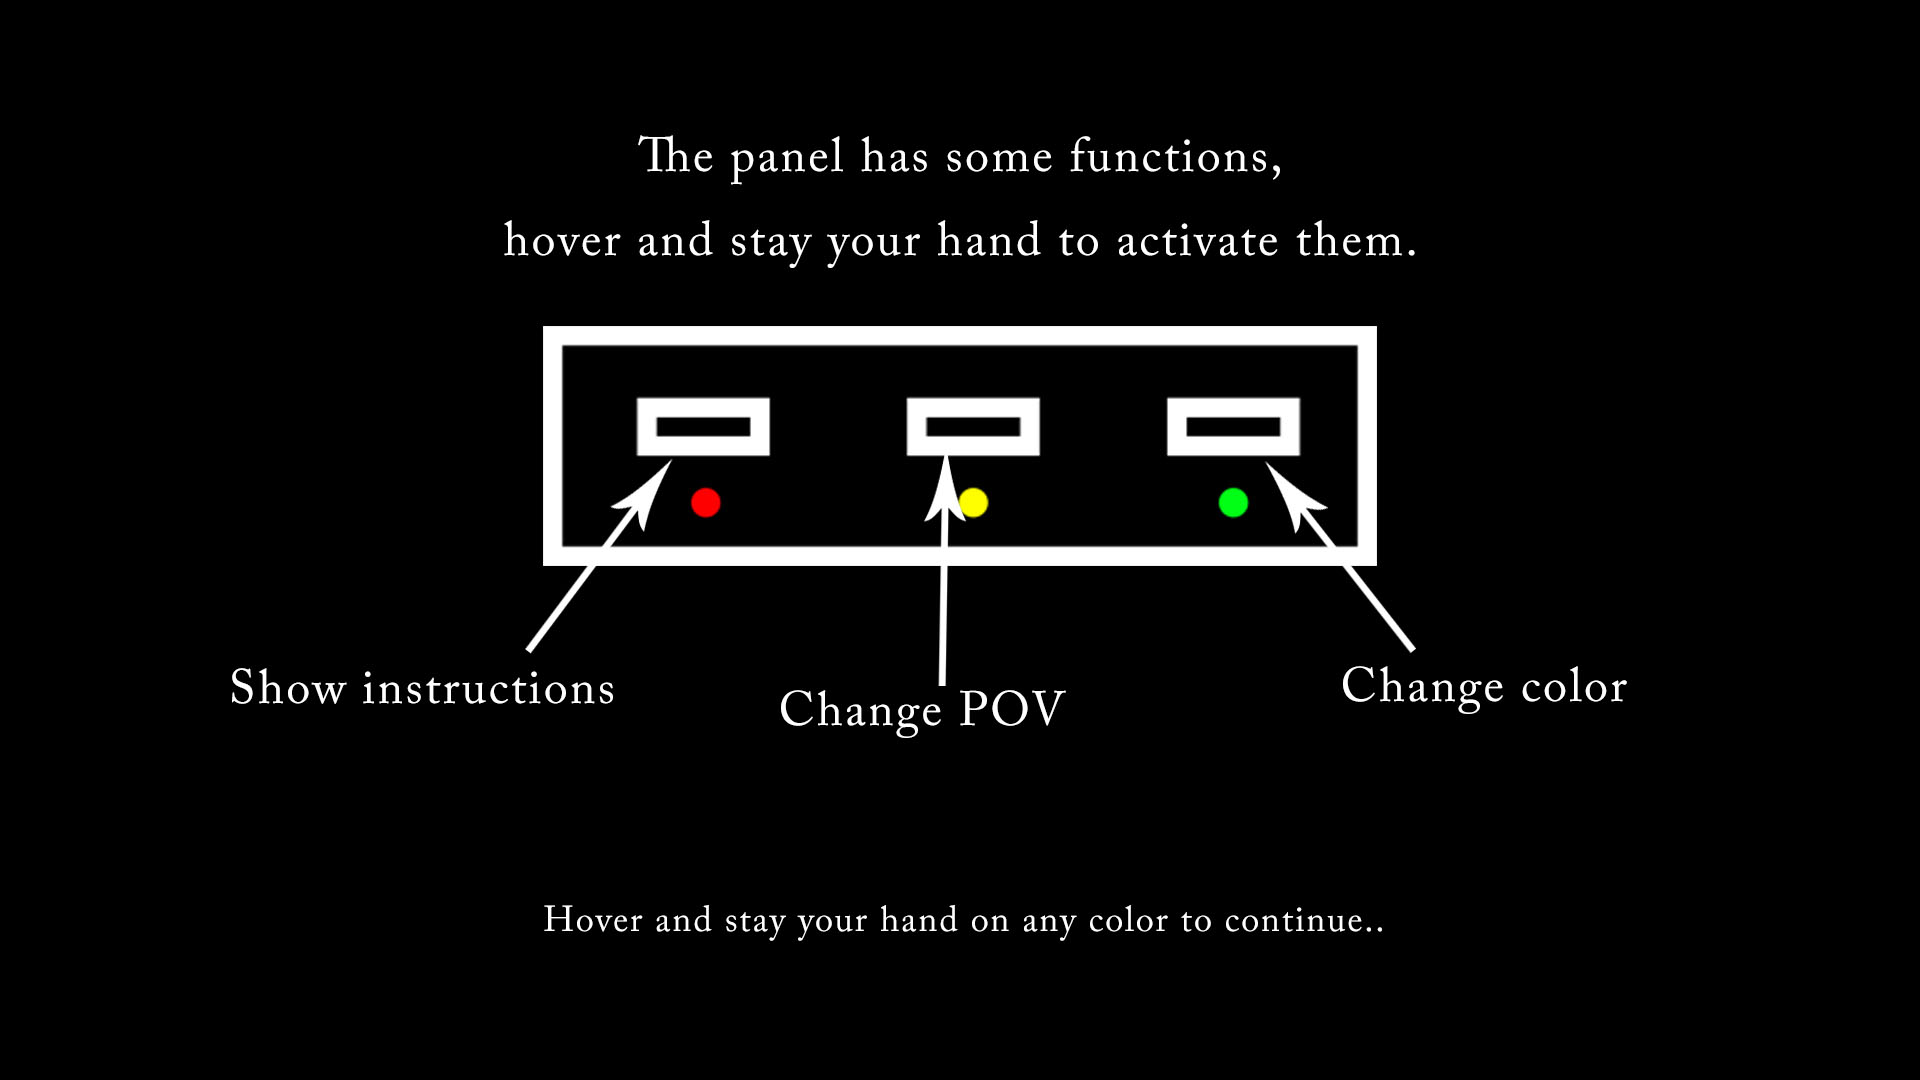 The panel has some functions,
hover and stay your hand to activate them.
Show instructions
Change POV
Change color
Hover and stay your hand on any color to continue..